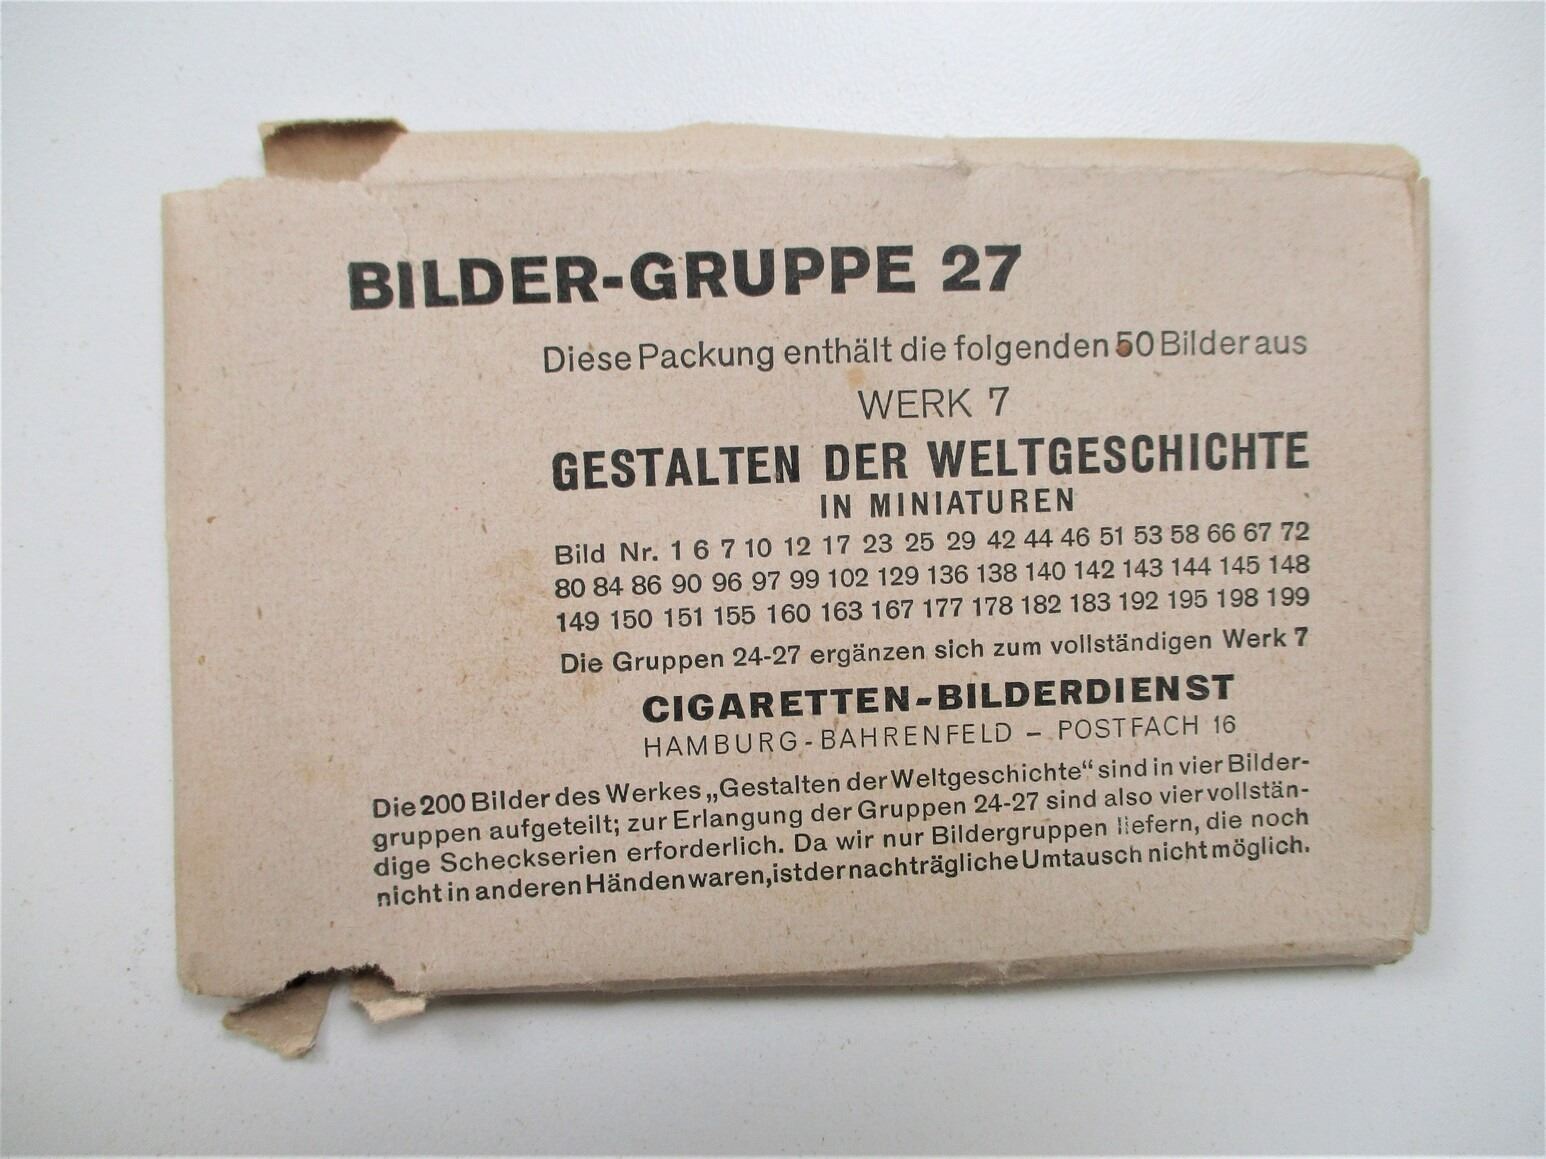 BILDER-GRUPPE 27
Diese Packung enthält die folgenden 50 Bilder aus
WERK 7
GESTALTEN DER WELTGESCHICHTE
IN MINIATUREN
Bild Nr. 1 6 7 10 12 17 23 25 29 42 44 46 51 53 58 66 67 72
80 84 86 90 96 97 99 102 129 136 138 140 142 143 144 145 148
149 150 151 155 160 163 167 177 178 182 183 192 195 198 199
Die Gruppen 24-27 ergänzen sich zum vollständigen Werk 7
CIGARETTEN-BILDERDIENST
HAMBURG-BAHRENFELD – POSTFACH 16
Die 200 Bilder des Werkes „Gestalten der Weltgeschichte“ sind in vier Bilder-
gruppen aufgeteilt; zur Erlangung der Gruppen 24-27 sind also vier vollstän-
dige Scheckserien erforderlich. Da wir nur Bildergruppen liefern, die noch
nicht in anderen Händen waren, ist der nachträgliche Umtausch nicht möglich.